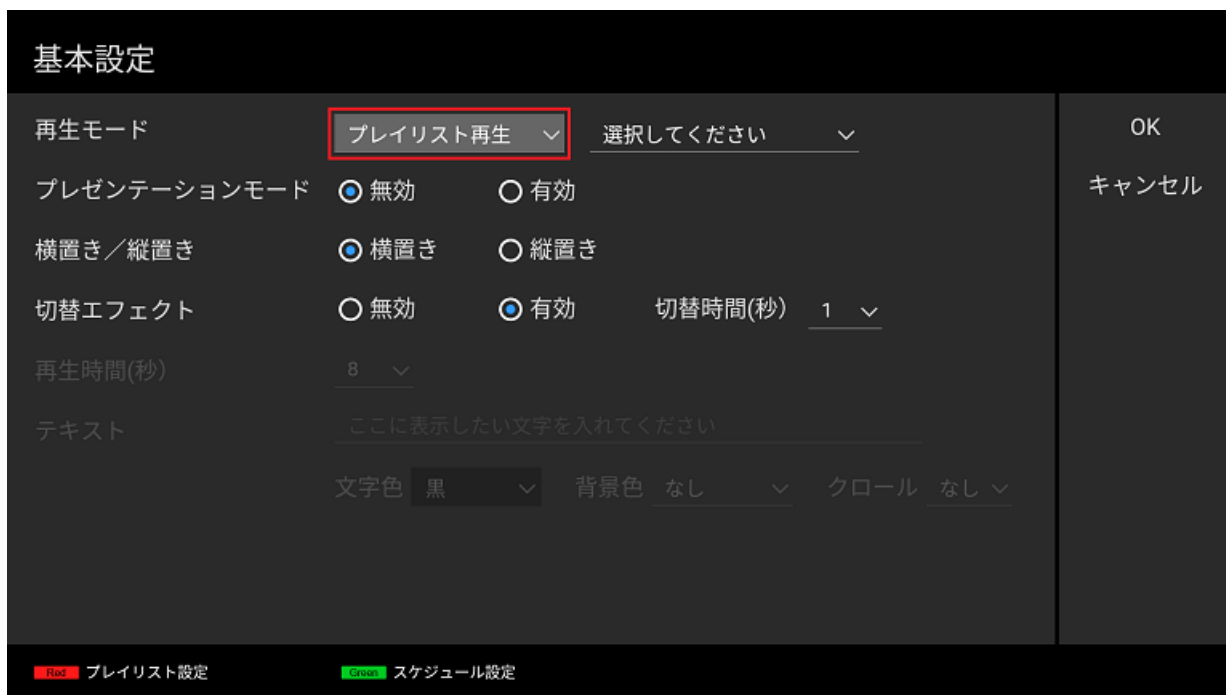 基本設定
再生モード プレイリスト再生 選択してください OK
プレゼンテーションモード 無効 有効 キャンセル
横置き／縦置き 横置き 縦置き
切替エフェクト 無効 有効 切替時間(秒) 1
再生時間(秒) 8
テキスト ここに表示したい文字を入れてください
文字色 黒 背景色 なし クロール なし
Red プレイリスト設定 Green スケジュール設定